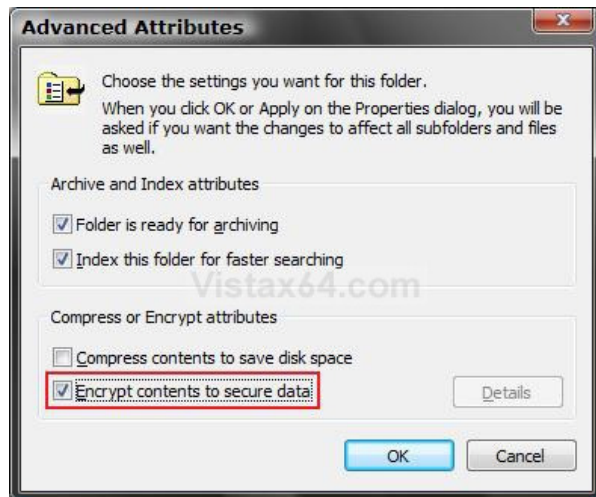 Advanced Attributes
Choose the settings you want for this folder.
When you click OK or Apply on the Properties dialog, you will be
asked if you want the changes to affect all subfolders and files
as well.
Archive and Index attributes
Folder is ready for archiving
Index this folder for faster searching
Vistax64.com
Compress or Encrypt attributes
Compress contents to save disk space
Encrypt contents to secure data
Details
OK
Cancel